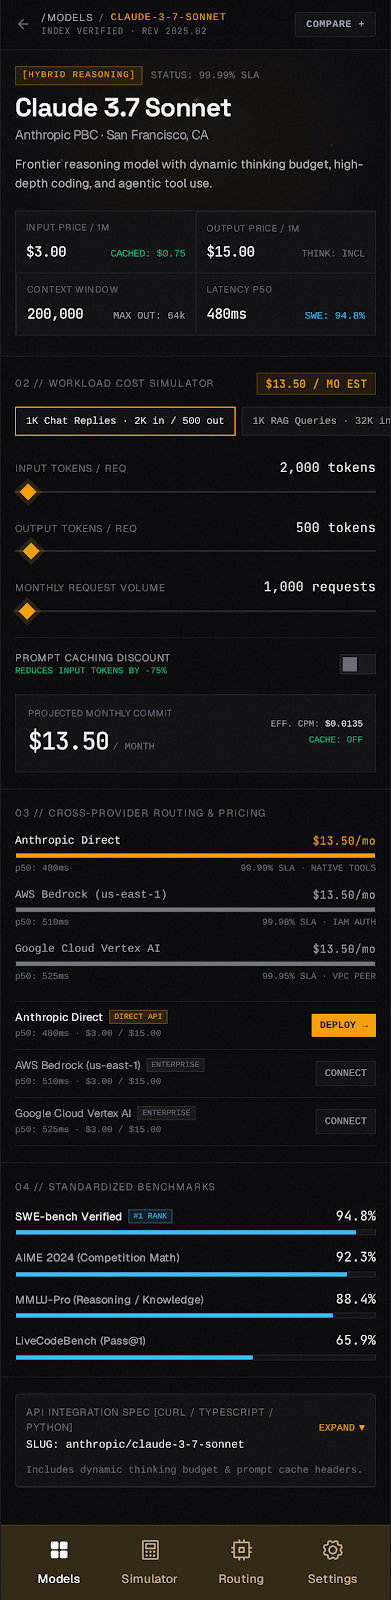 ← /MODELS / CLAUDE-3-7-SONNET
INDEX VERIFIED · REV 2025.02
COMPARE +
[HYBRID REASONING] STATUS: 99.99% SLA
Claude 3.7 Sonnet
Anthropic PBC · San Francisco, CA
Frontier reasoning model with dynamic thinking budget, high-
depth coding, and agentic tool use.
INPUT PRICE / 1M
$3.00 CACHED: $0.75
OUTPUT PRICE / 1M
$15.00 THINK: INCL
CONTEXT WINDOW
200,000 MAX OUT: 64k
LATENCY P50
480ms SWE: 94.8%
02 // WORKLOAD COST SIMULATOR $13.50 / MO EST
1K Chat Replies · 2K in / 500 out 1K RAG Queries · 32K in
INPUT TOKENS / REQ 2,000 tokens
OUTPUT TOKENS / REQ 500 tokens
MONTHLY REQUEST VOLUME 1,000 requests
PROMPT CACHING DISCOUNT
REDUCES INPUT TOKENS BY -75%
PROJECTED MONTHLY COMMIT
$13.50 / MONTH
EFF. CPM: $0.0135
CACHE: OFF
03 // CROSS-PROVIDER ROUTING & PRICING
Anthropic Direct $13.50/mo
p50: 480ms 99.99% SLA · NATIVE TOOLS
AWS Bedrock (us-east-1) $13.50/mo
p50: 510ms 99.98% SLA · IAM AUTH
Google Cloud Vertex AI $13.50/mo
p50: 525ms 99.95% SLA · VPC PEER
Anthropic Direct DIRECT API
p50: 480ms · $3.00 / $15.00
DEPLOY →
AWS Bedrock (us-east-1) ENTERPRISE
p50: 510ms · $3.00 / $15.00
CONNECT
Google Cloud Vertex AI ENTERPRISE
p50: 525ms · $3.00 / $15.00
CONNECT
04 // STANDARDIZED BENCHMARKS
SWE-bench Verified #1 RANK 94.8%
AIME 2024 (Competition Math) 92.3%
MMLU-Pro (Reasoning / Knowledge) 88.4%
LiveCodeBench (Pass@1) 65.9%
API INTEGRATION SPEC [CURL / TYPESCRIPT /
PYTHON]
EXPAND ▼
SLUG: anthropic/claude-3-7-sonnet
Includes dynamic thinking budget & prompt cache headers.
Models Simulator Routing Settings